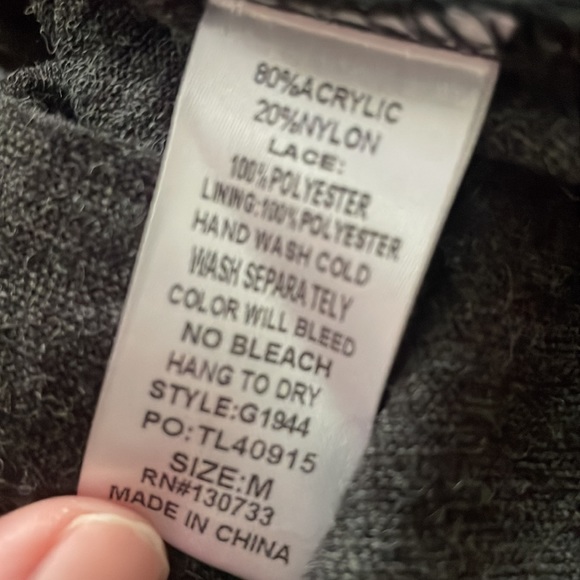 80%ACRYLIC
20%NYLON
LACE:
100%POLYESTER
LINING:100%POLYESTER
HAND WASH COLD
WASH SEPARATELY
COLOR WILL BLEED
NO BLEACH
HANG TO DRY
STYLE:G1944
PO:TL40915
SIZE:M
RN#130733
MADE IN CHINA